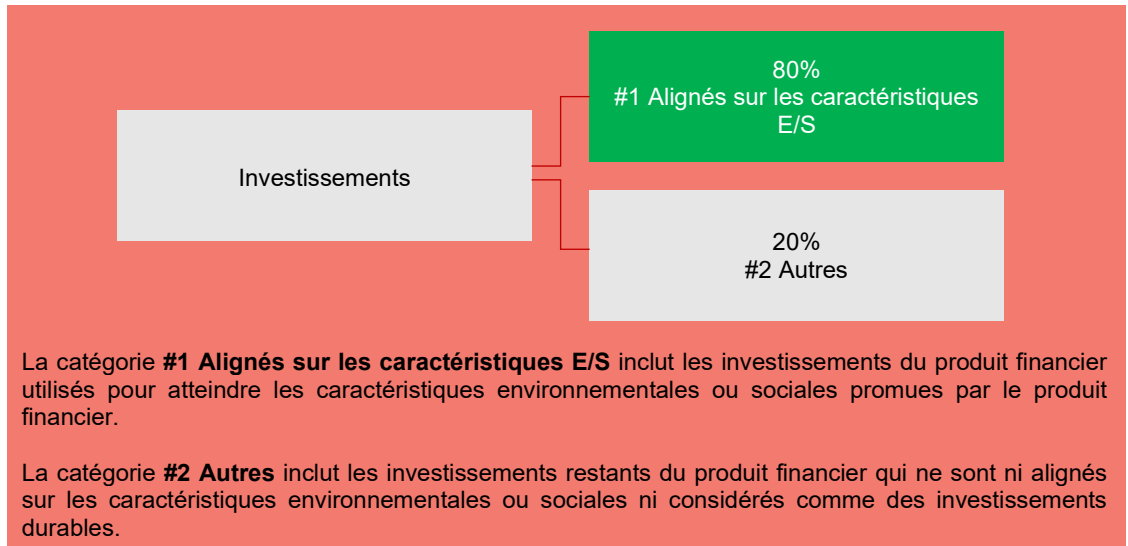 80%
#1 Alignés sur les caractéristiques
E/S
Investissements
20%
#2 Autres
La catégorie #1 Alignés sur les caractéristiques E/S inclut les investissements du produit financier
utilisés pour atteindre les caractéristiques environnementales ou sociales promues par le produit
financier.
La catégorie #2 Autres inclut les investissements restants du produit financier qui ne sont ni alignés
sur les caractéristiques environnementales ou sociales ni considérés comme des investissements
durables.